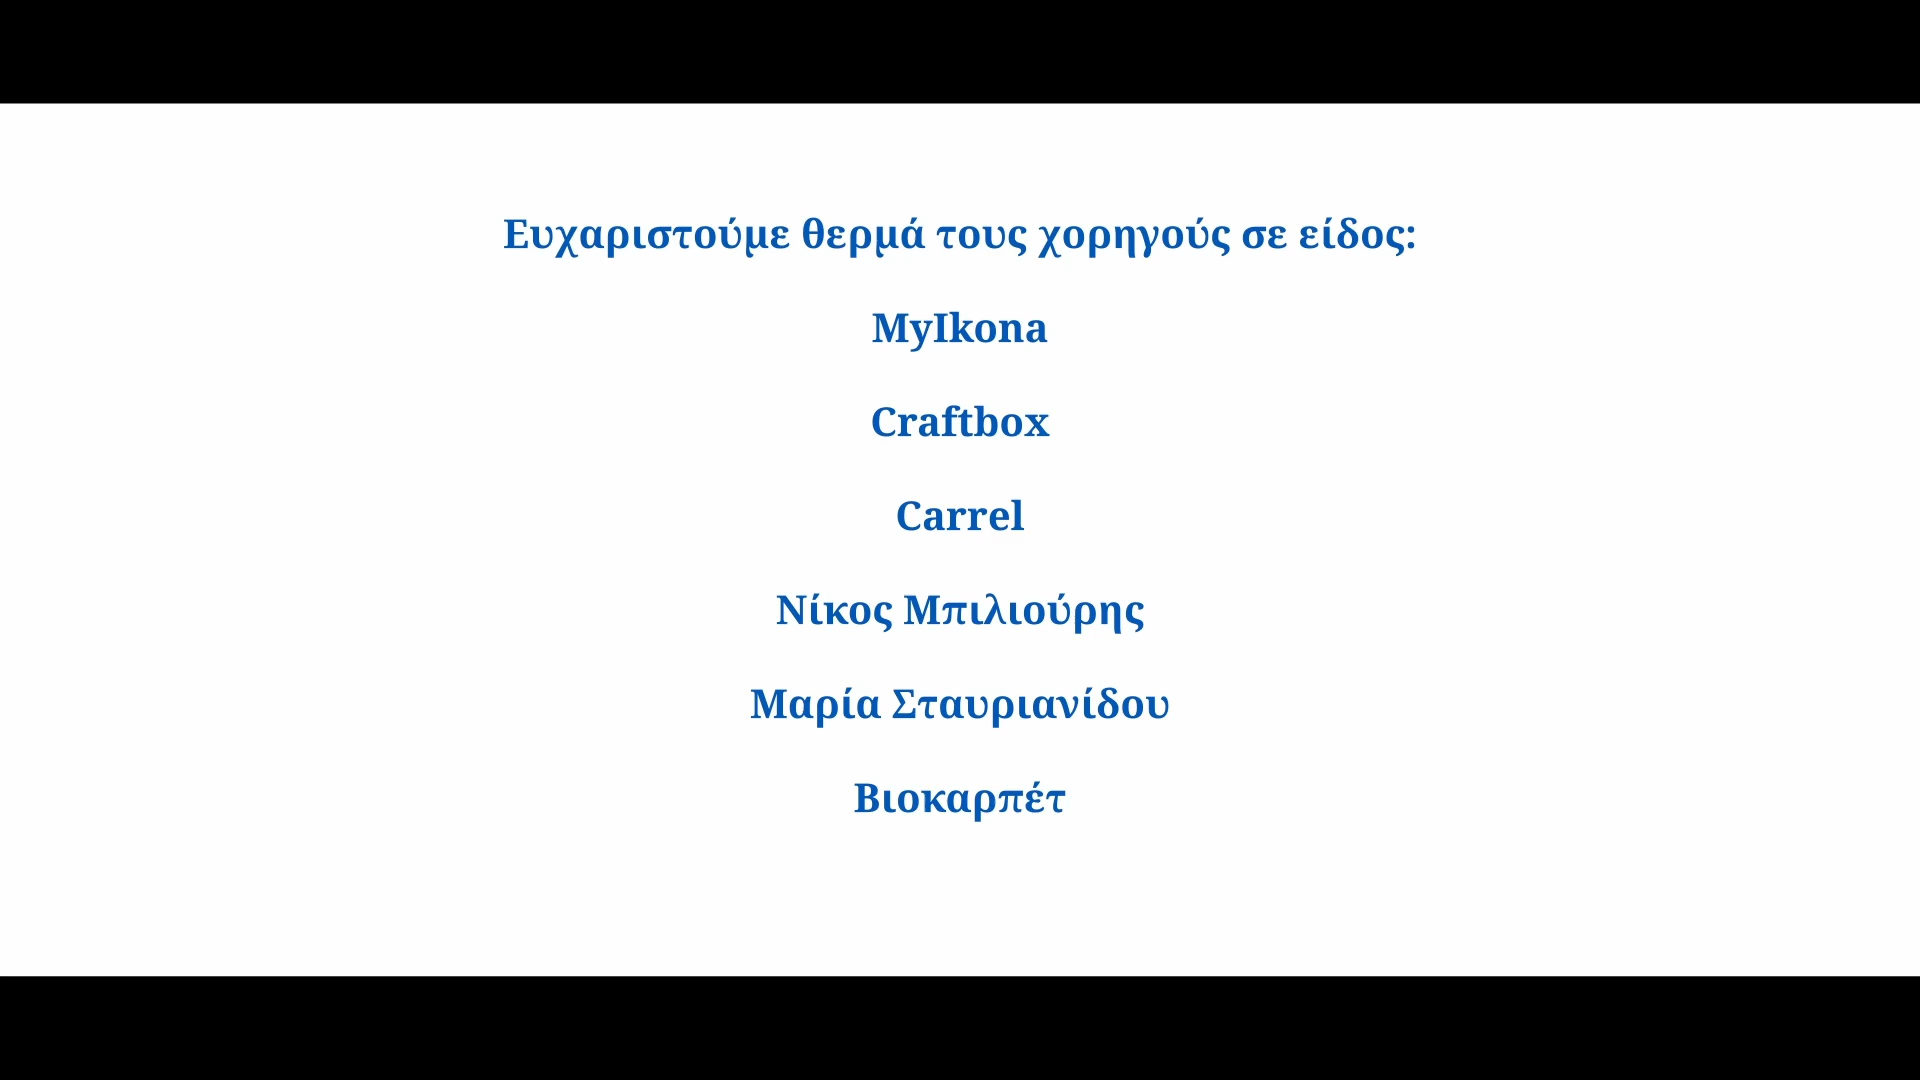 Ευχαριστούμε θερμά τους χορηγούς σε είδος:
MyIkona
Craftbox
Carrel
Νίκος Μπιλιούρης
Μαρία Σταυριανίδου
Βιοκαρπέτ